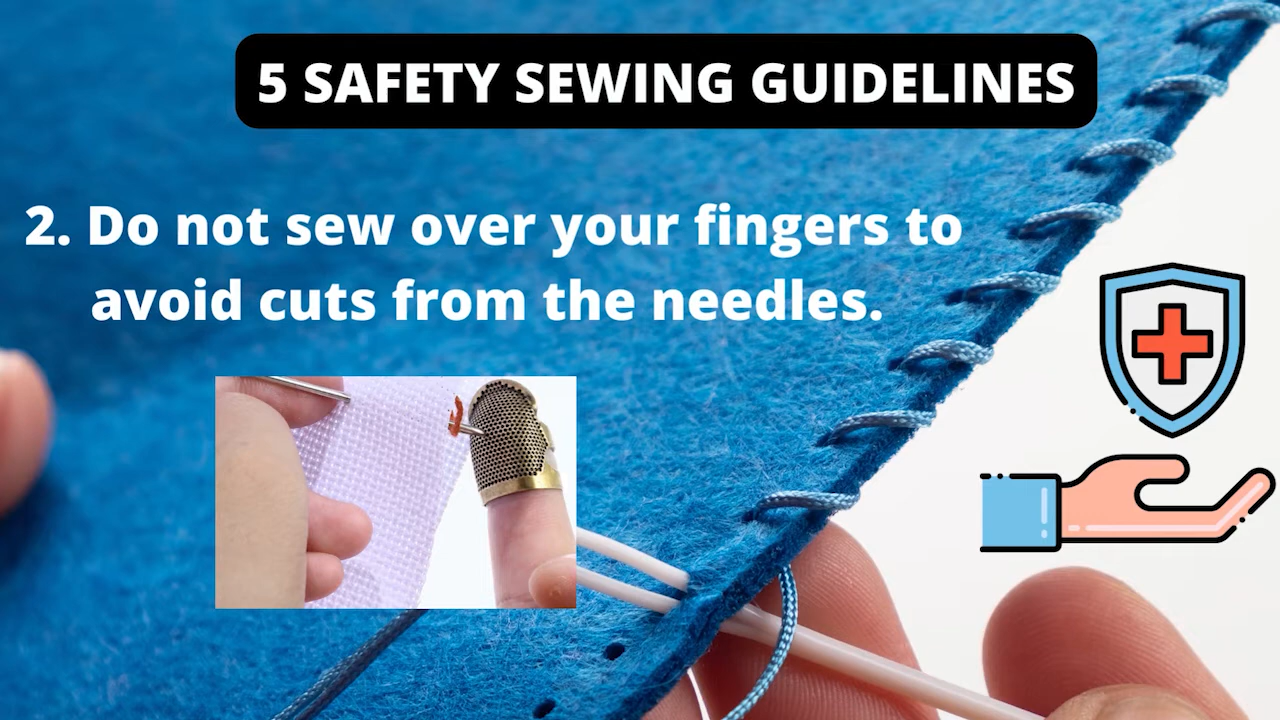 5 SAFETY SEWING GUIDELINES
2. Do not sew over your fingers to
avoid cuts from the needles.